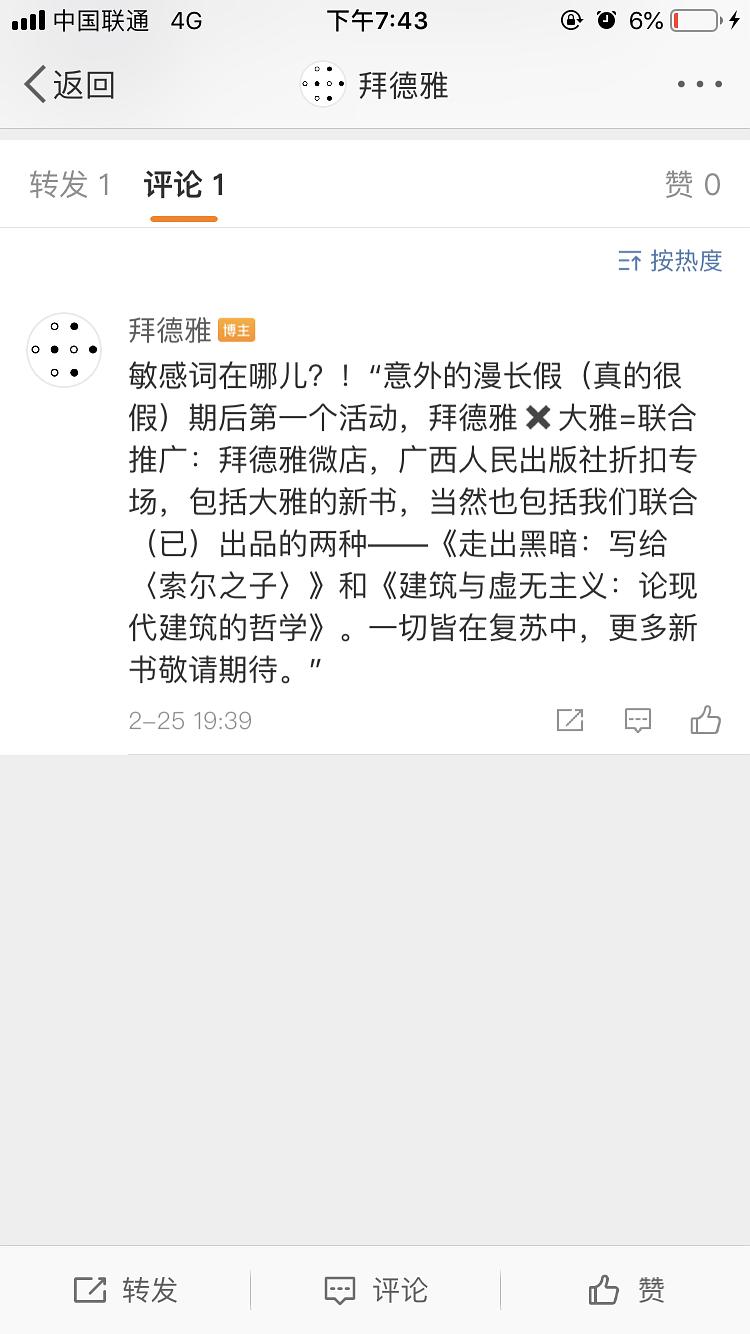 中国联通 4G 下午7:43 6%
返回 拜德雅
转发 1 评论 1 赞 0
按热度
拜德雅 博主
敏感词在哪儿？！“意外的漫长假（真的很
假）期后第一个活动，拜德雅✖大雅=联合
推广：拜德雅微店，广西人民出版社折扣专
场，包括大雅的新书，当然也包括我们联合
（已）出品的两种——《走出黑暗：写给
〈索尔之子〉》和《建筑与虚无主义：论现
代建筑的哲学》。一切皆在复苏中，更多新
书敬请期待。”
2-25 19:39
转发 评论 赞